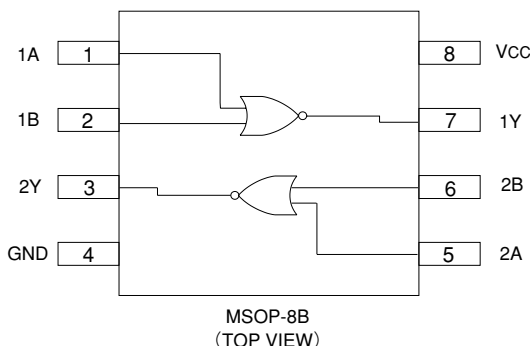 1A 1 8 VCC
1B 2 7 1Y
2Y 3 6 2B
GND 4 5 2A
MSOP-8B
(TOP VIEW)